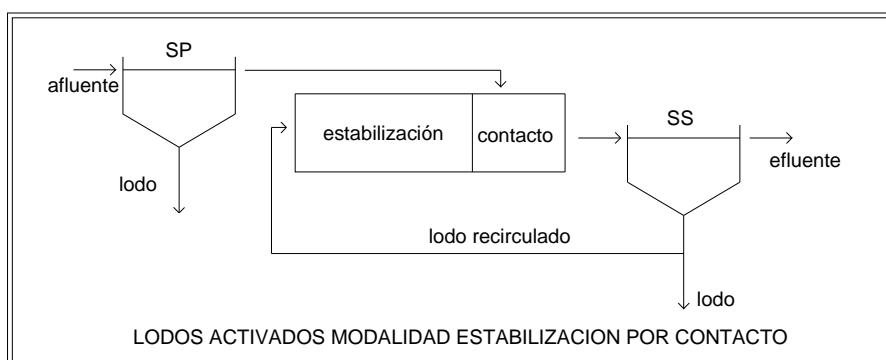 SP
afluente
estabilización
contacto
SS
efluente
lodo
lodo recirculado
lodo
LODOS ACTIVADOS MODALIDAD ESTABILIZACION POR CONTACTO